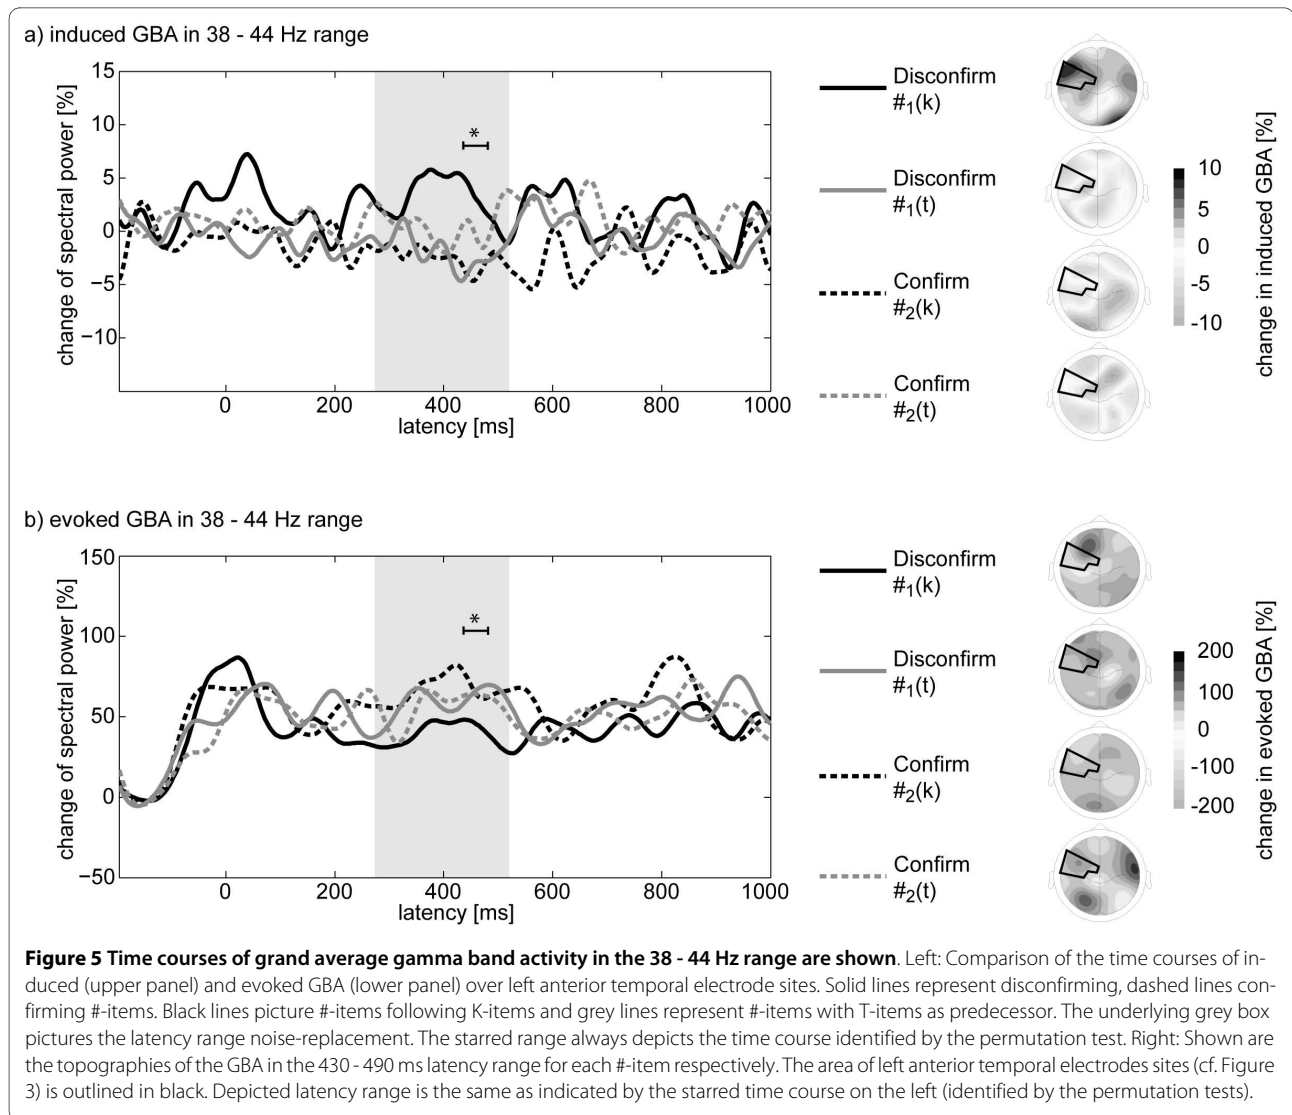 a) induced GBA in 38 - 44 Hz range
change of spectral power [%]
15
10
5
0
−5
−10
*
0
200
400
600
800
1000
latency [ms]
Disconfirm
#1(k)
Disconfirm
#1(t)
Confirm
#2(k)
Confirm
#2(t)
10
5
0
-5
-10
change in induced GBA [%]
b) evoked GBA in 38 - 44 Hz range
change of spectral power [%]
150
100
50
0
−50
*
0
200
400
600
800
1000
latency [ms]
Disconfirm
#1(k)
Disconfirm
#1(t)
Confirm
#2(k)
Confirm
#2(t)
200
100
0
-100
-200
change in evoked GBA [%]
Figure 5 Time courses of grand average gamma band activity in the 38 - 44 Hz range are shown. Left: Comparison of the time courses of in-
duced (upper panel) and evoked GBA (lower panel) over left anterior temporal electrode sites. Solid lines represent disconfirming, dashed lines con-
firming #-items. Black lines picture #-items following K-items and grey lines represent #-items with T-items as predecessor. The underlying grey box
pictures the latency range noise-replacement. The starred range always depicts the time course identified by the permutation test. Right: Shown are
the topographies of the GBA in the 430 - 490 ms latency range for each #-item respectively. The area of left anterior temporal electrodes sites (cf. Figure
3) is outlined in black. Depicted latency range is the same as indicated by the starred time course on the left (identified by the permutation tests).